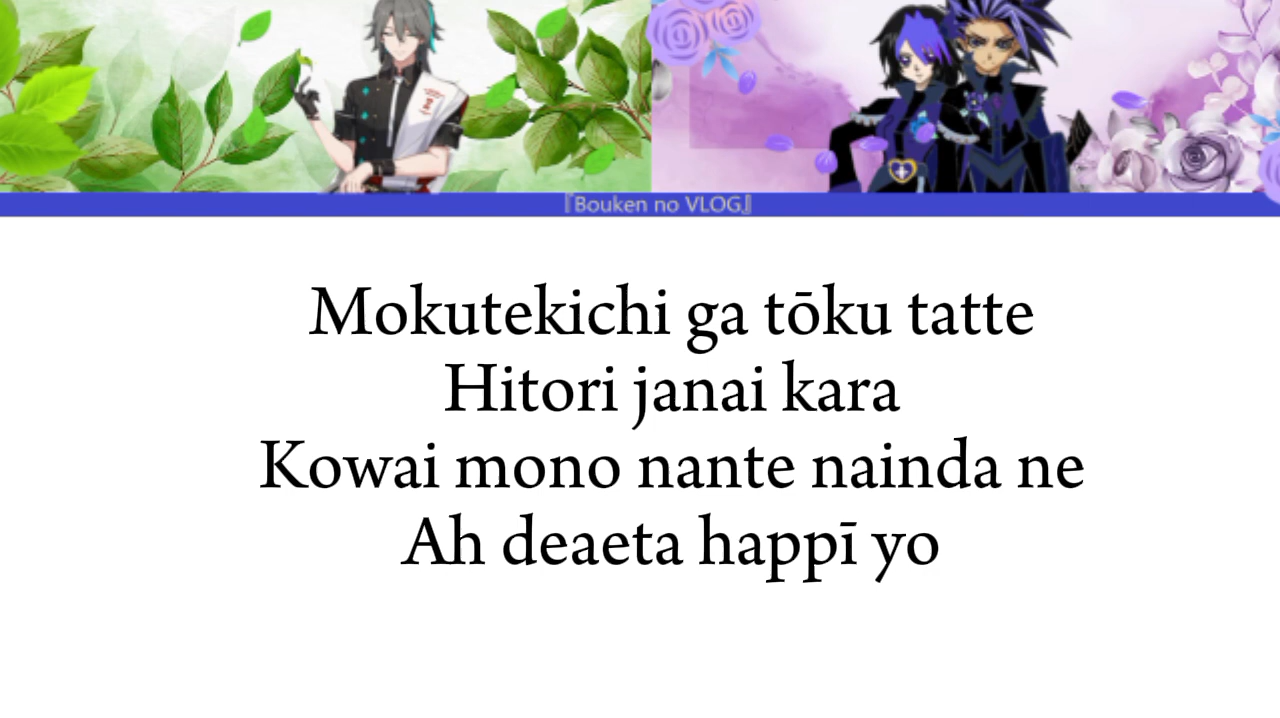 『Bouken no VLOG』
Mokutekichi ga tōku tatte
Hitori janai kara
Kowai mono nante nainda ne
Ah deaeta happī yo